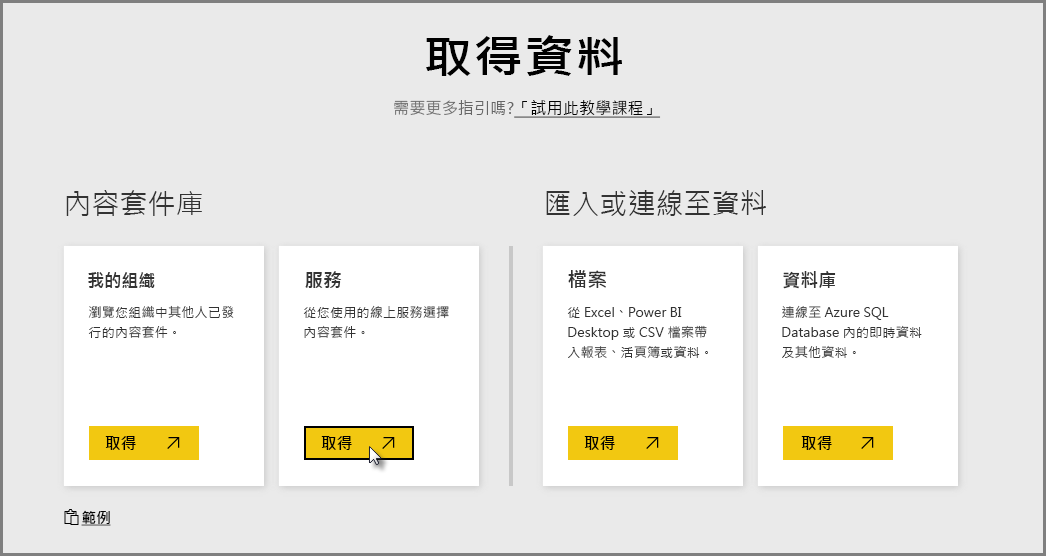 取得資料
需要更多指引嗎?「試用此教學課程」
內容套件庫
匯入或連線至資料
我的組織
瀏覽您組織中其他人已發
行的內容套件。
取得
服務
從您使用的線上服務選擇
內容套件。
取得
檔案
從 Excel、Power BI
Desktop 或 CSV 檔案帶
入報表、活頁簿或資料。
取得
資料庫
連線至 Azure SQL
Database 內的即時資料
及其他資料。
取得
範例